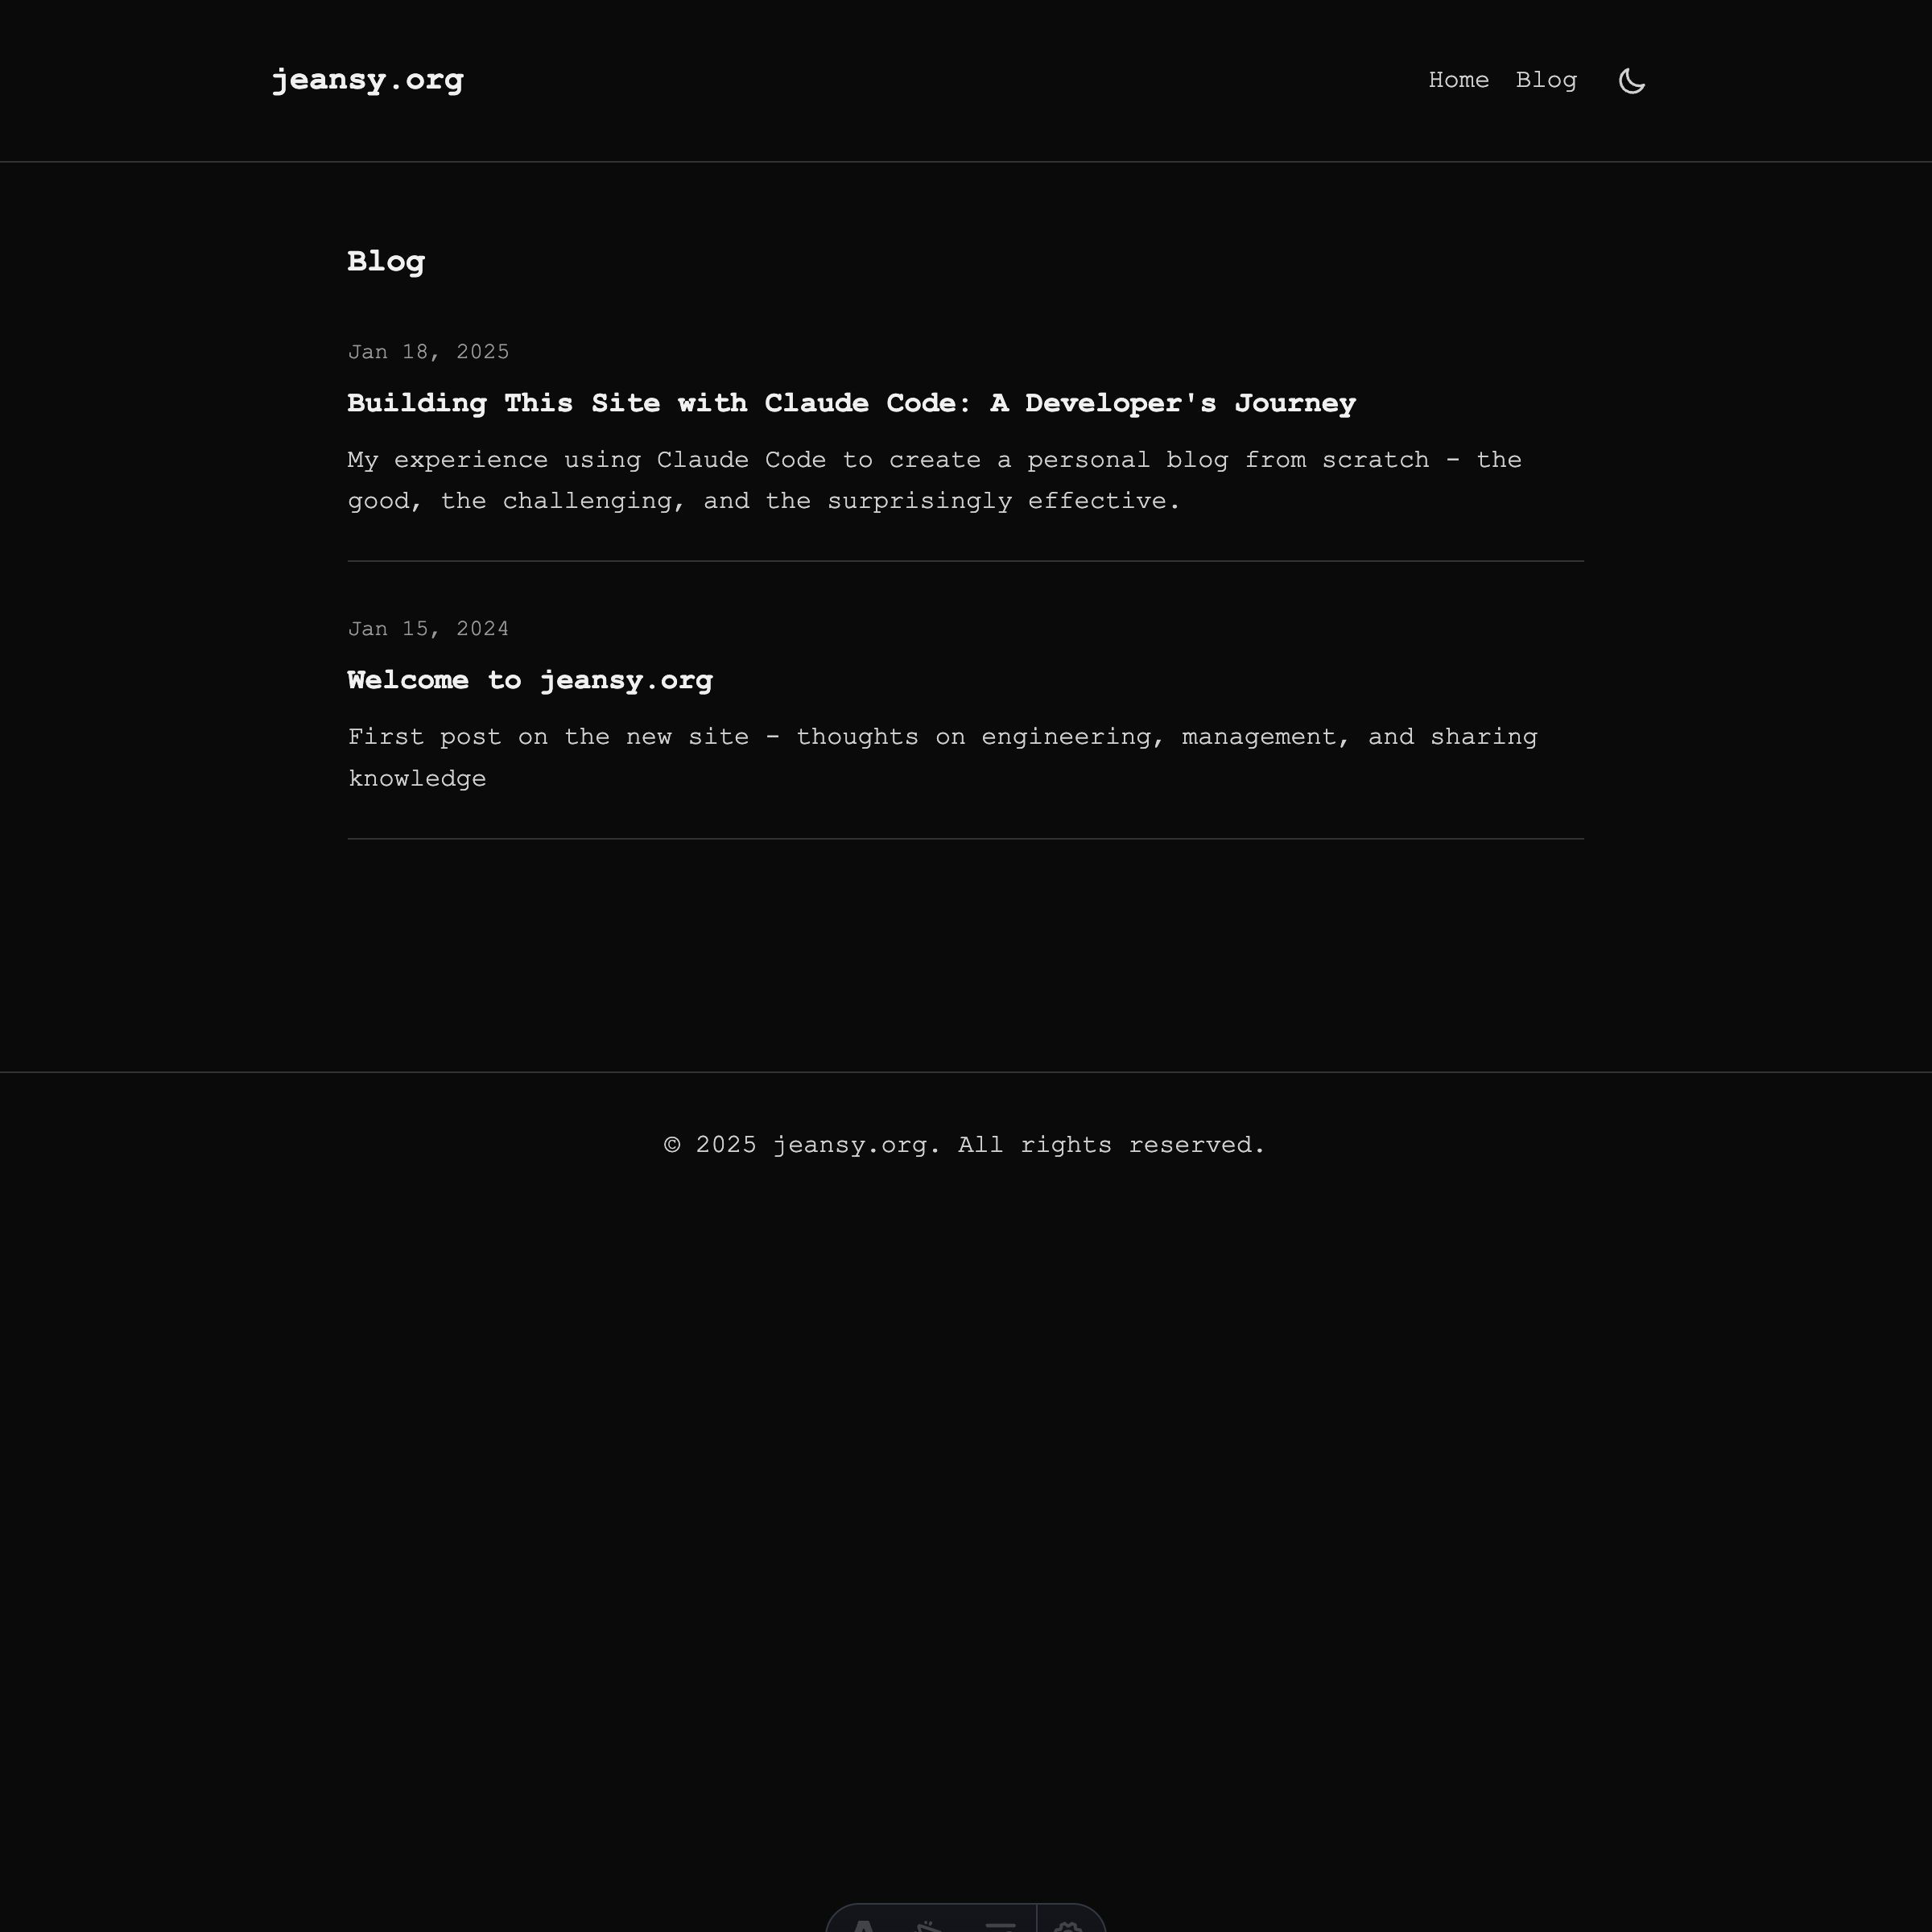 jeansy.org
Home Blog
Blog
Jan 18, 2025
Building This Site with Claude Code: A Developer's Journey
My experience using Claude Code to create a personal blog from scratch - the
good, the challenging, and the surprisingly effective.
Jan 15, 2024
Welcome to jeansy.org
First post on the new site - thoughts on engineering, management, and sharing
knowledge
© 2025 jeansy.org. All rights reserved.